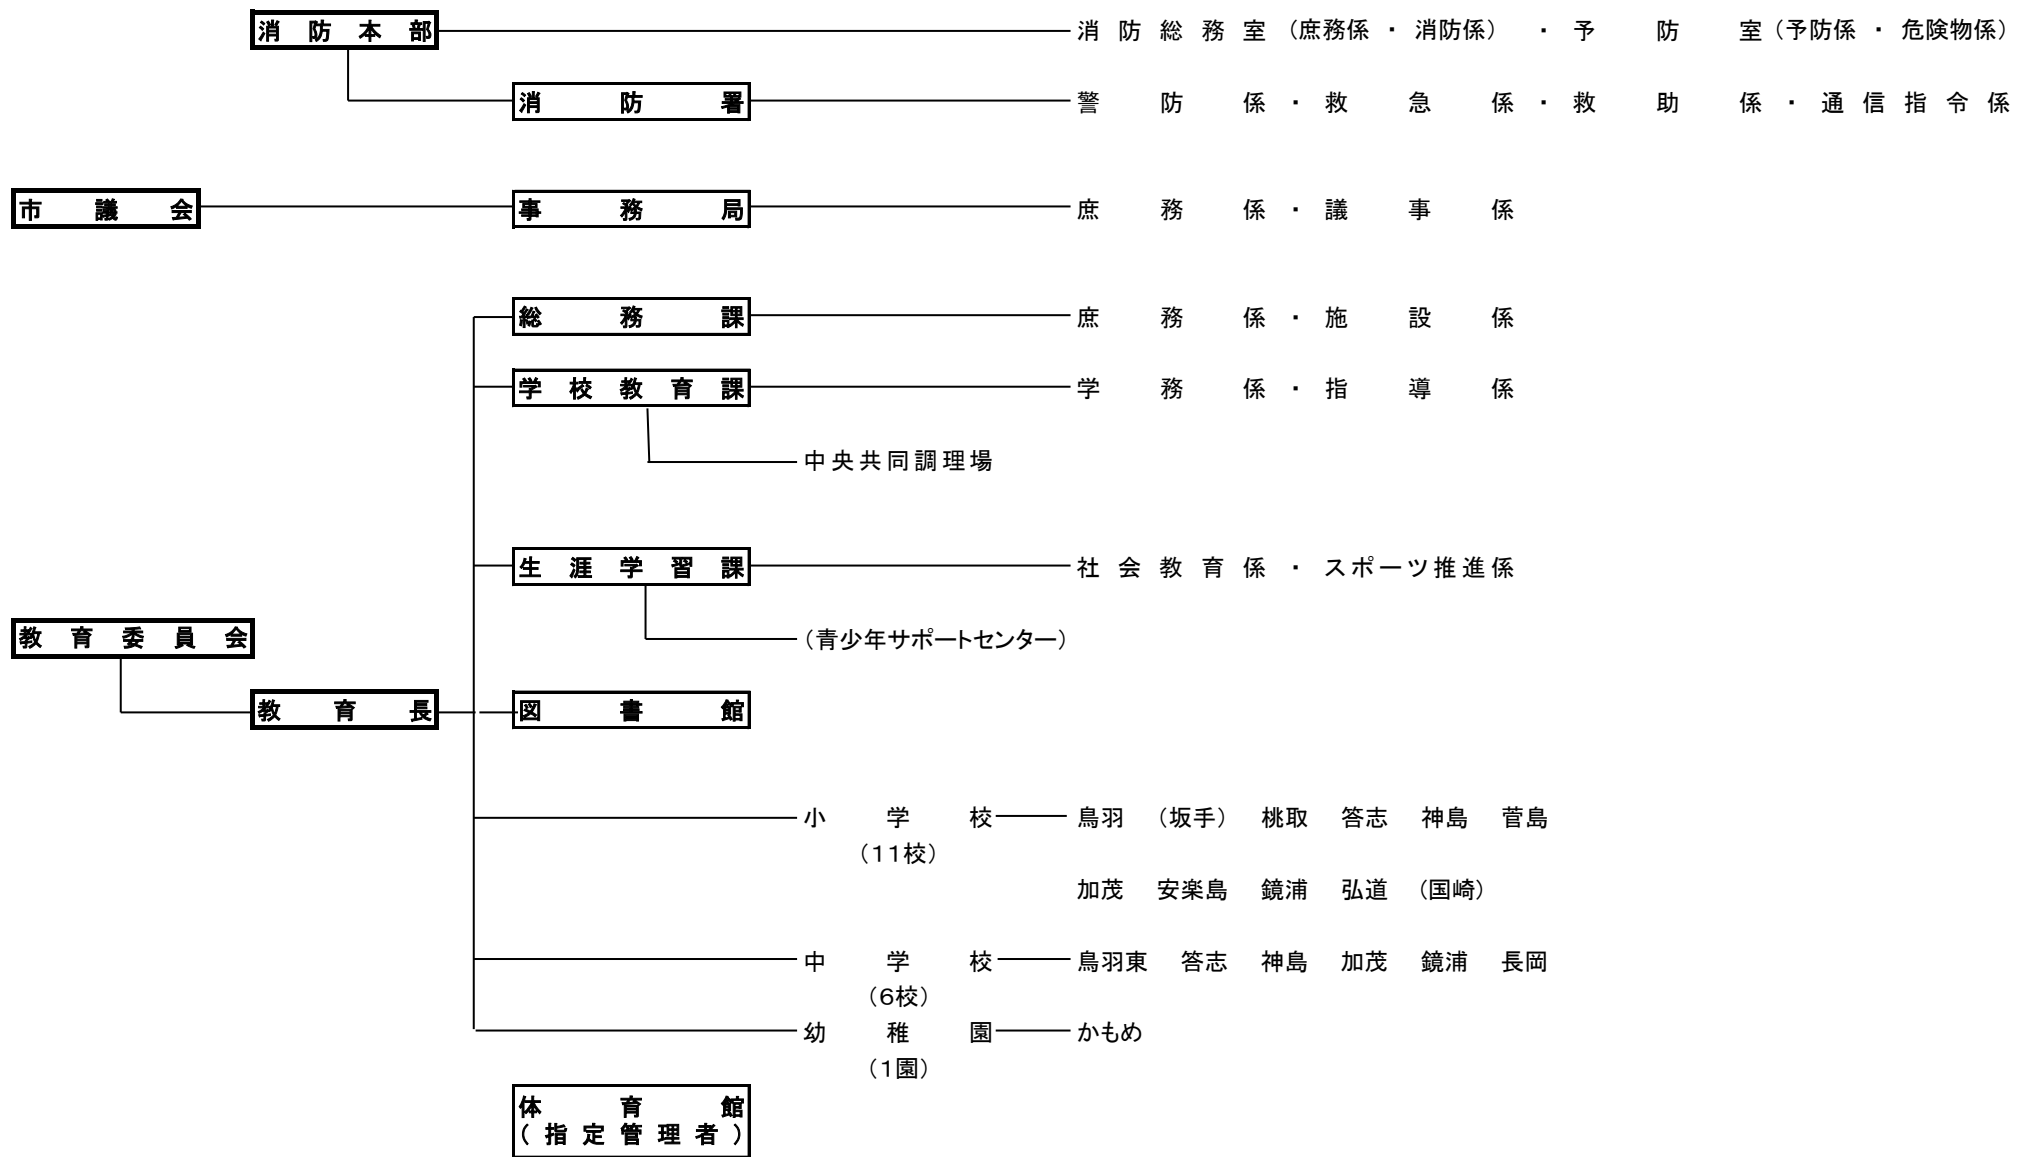 消防本部 消防総務室（庶務係・消防係）・予防室（予防係・危険物係）
消防署 警防係・救急係・救助係・通信指令係
市議会 事務局 庶務係・議事係
総務課 庶務係・施設係
学校教育課 学務係・指導係
中央共同調理場
生涯学習課 社会教育係・スポーツ推進係
教育委員会 （青少年サポートセンター）
教育長 図書館
小学校 鳥羽 （坂手） 桃取 答志 神島 菅島
（11校）
加茂 安楽島 鏡浦 弘道 （国崎）
中学校 鳥羽東 答志 神島 加茂 鏡浦 長岡
（6校）
幼稚園 かもめ
（1園）
体育館
（指定管理者）